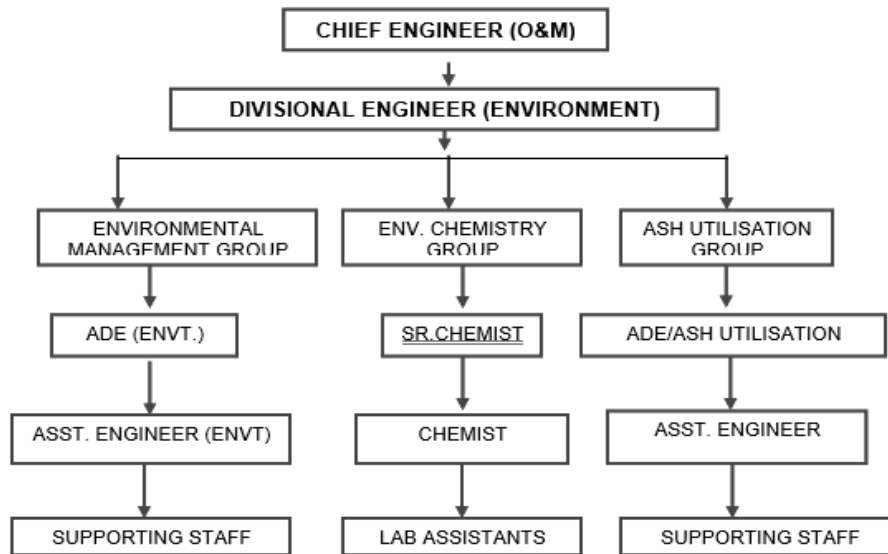 CHIEF ENGINEER (O&M)
DIVISIONAL ENGINEER (ENVIRONMENT)
ENVIRONMENTAL
MANAGEMENT GROUP
ENV. CHEMISTRY
GROUP
ASH UTILISATION
GROUP
ADE (ENVT.)
SR.CHEMIST
ADE/ASH UTILISATION
ASST. ENGINEER (ENVT)
CHEMIST
ASST. ENGINEER
SUPPORTING STAFF
LAB ASSISTANTS
SUPPORTING STAFF